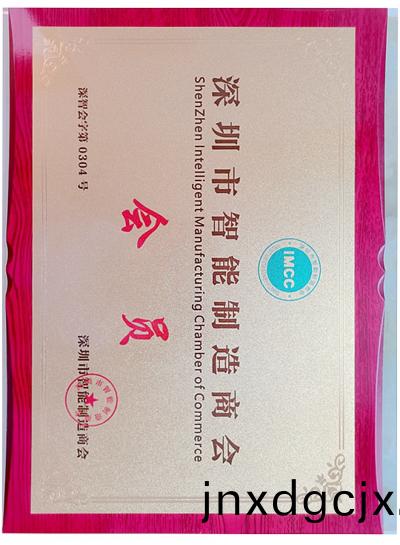 IMCC
深圳市智能制造商会
ShenZhen Intelligent Manufacturing Chamber of Commerce
会员
深智会字第 0304 号
深圳市智能制造商会
jnxdgcjx.